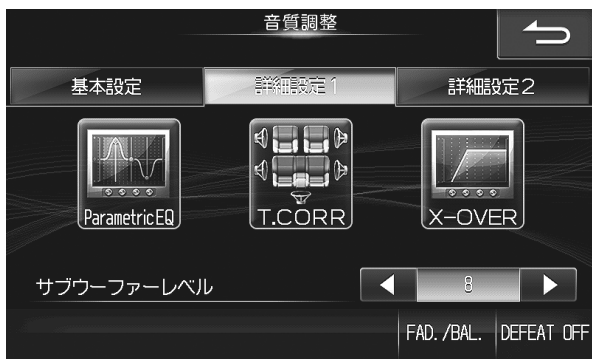 音質調整
基本設定 詳細設定1 詳細設定2
ParametricEQ T.CORR X-OVER
サブウーファーレベル 8
FAD./BAL. DEFEAT OFF